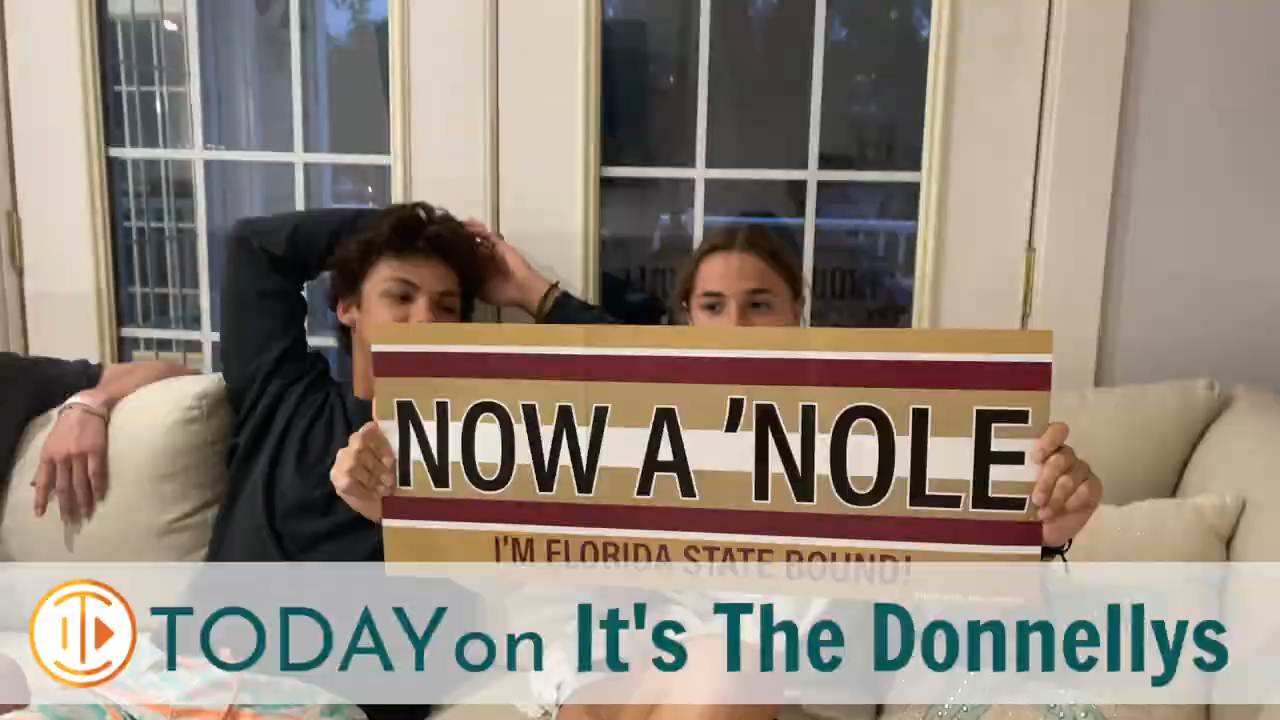 NOW A 'NOLE
I'M FLORIDA STATE BOUND!
TODAY on It's The Donnellys